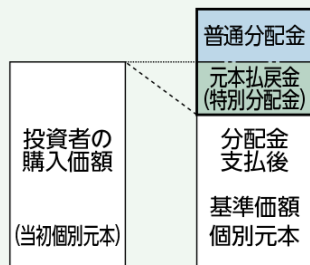 普通分配金
元本払戻金
(特別分配金)
投資者の
購入価額
(当初個別元本)
分配金
支払後
基準価額
個別元本